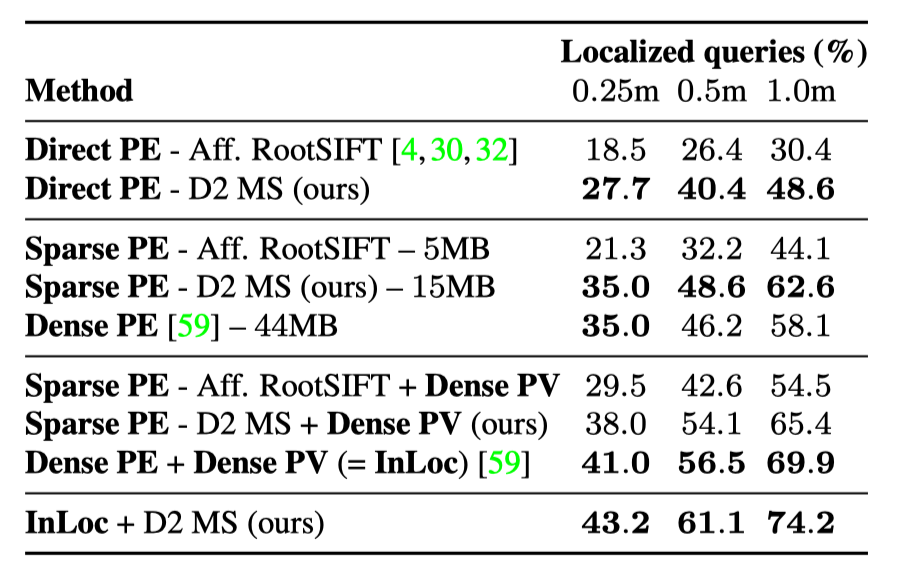 Localized queries (%)
Method 0.25m 0.5m 1.0m
Direct PE - Aff. RootSIFT [4, 30, 32] 18.5 26.4 30.4
Direct PE - D2 MS (ours) 27.7 40.4 48.6
Sparse PE - Aff. RootSIFT – 5MB 21.3 32.2 44.1
Sparse PE - D2 MS (ours) – 15MB 35.0 48.6 62.6
Dense PE [59] – 44MB 35.0 46.2 58.1
Sparse PE - Aff. RootSIFT + Dense PV 29.5 42.6 54.5
Sparse PE - D2 MS + Dense PV (ours) 38.0 54.1 65.4
Dense PE + Dense PV (= InLoc) [59] 41.0 56.5 69.9
InLoc + D2 MS (ours) 43.2 61.1 74.2